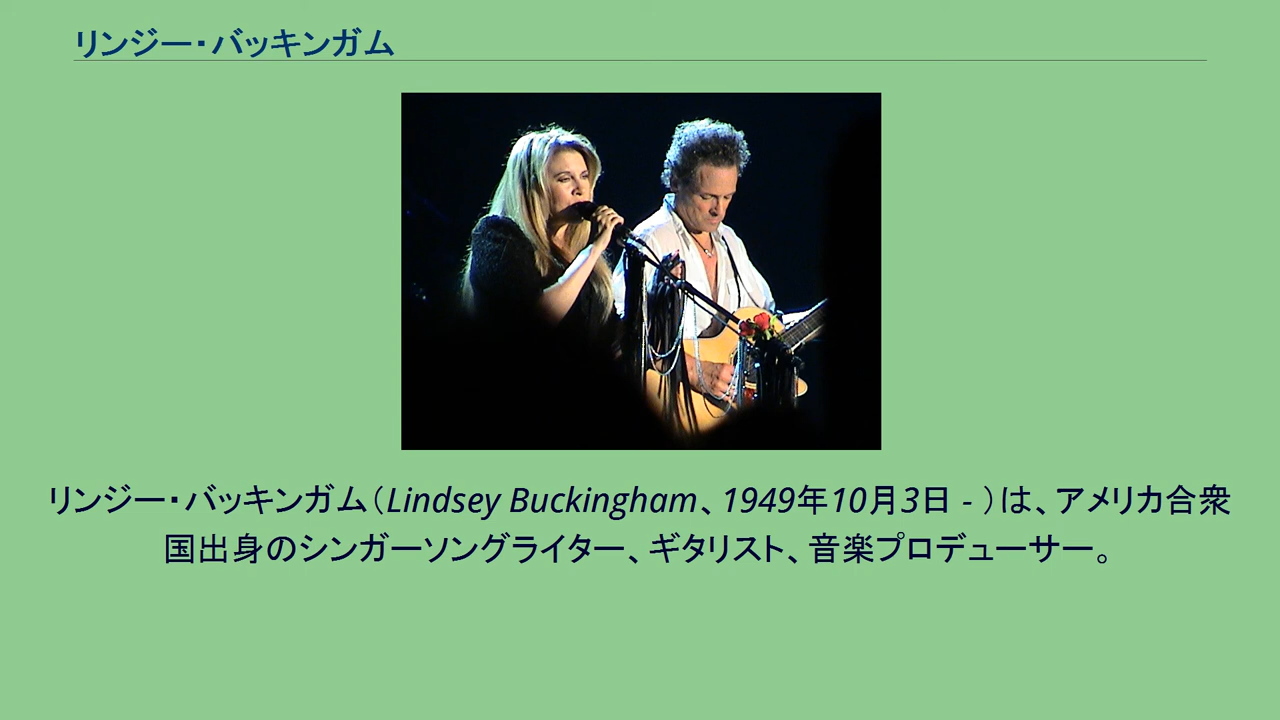 リンジー・バッキンガム
リンジー・バッキンガム（Lindsey Buckingham、1949年10月3日 - ）は、アメリカ合衆
国出身のシンガーソングライター、ギタリスト、音楽プロデューサー。